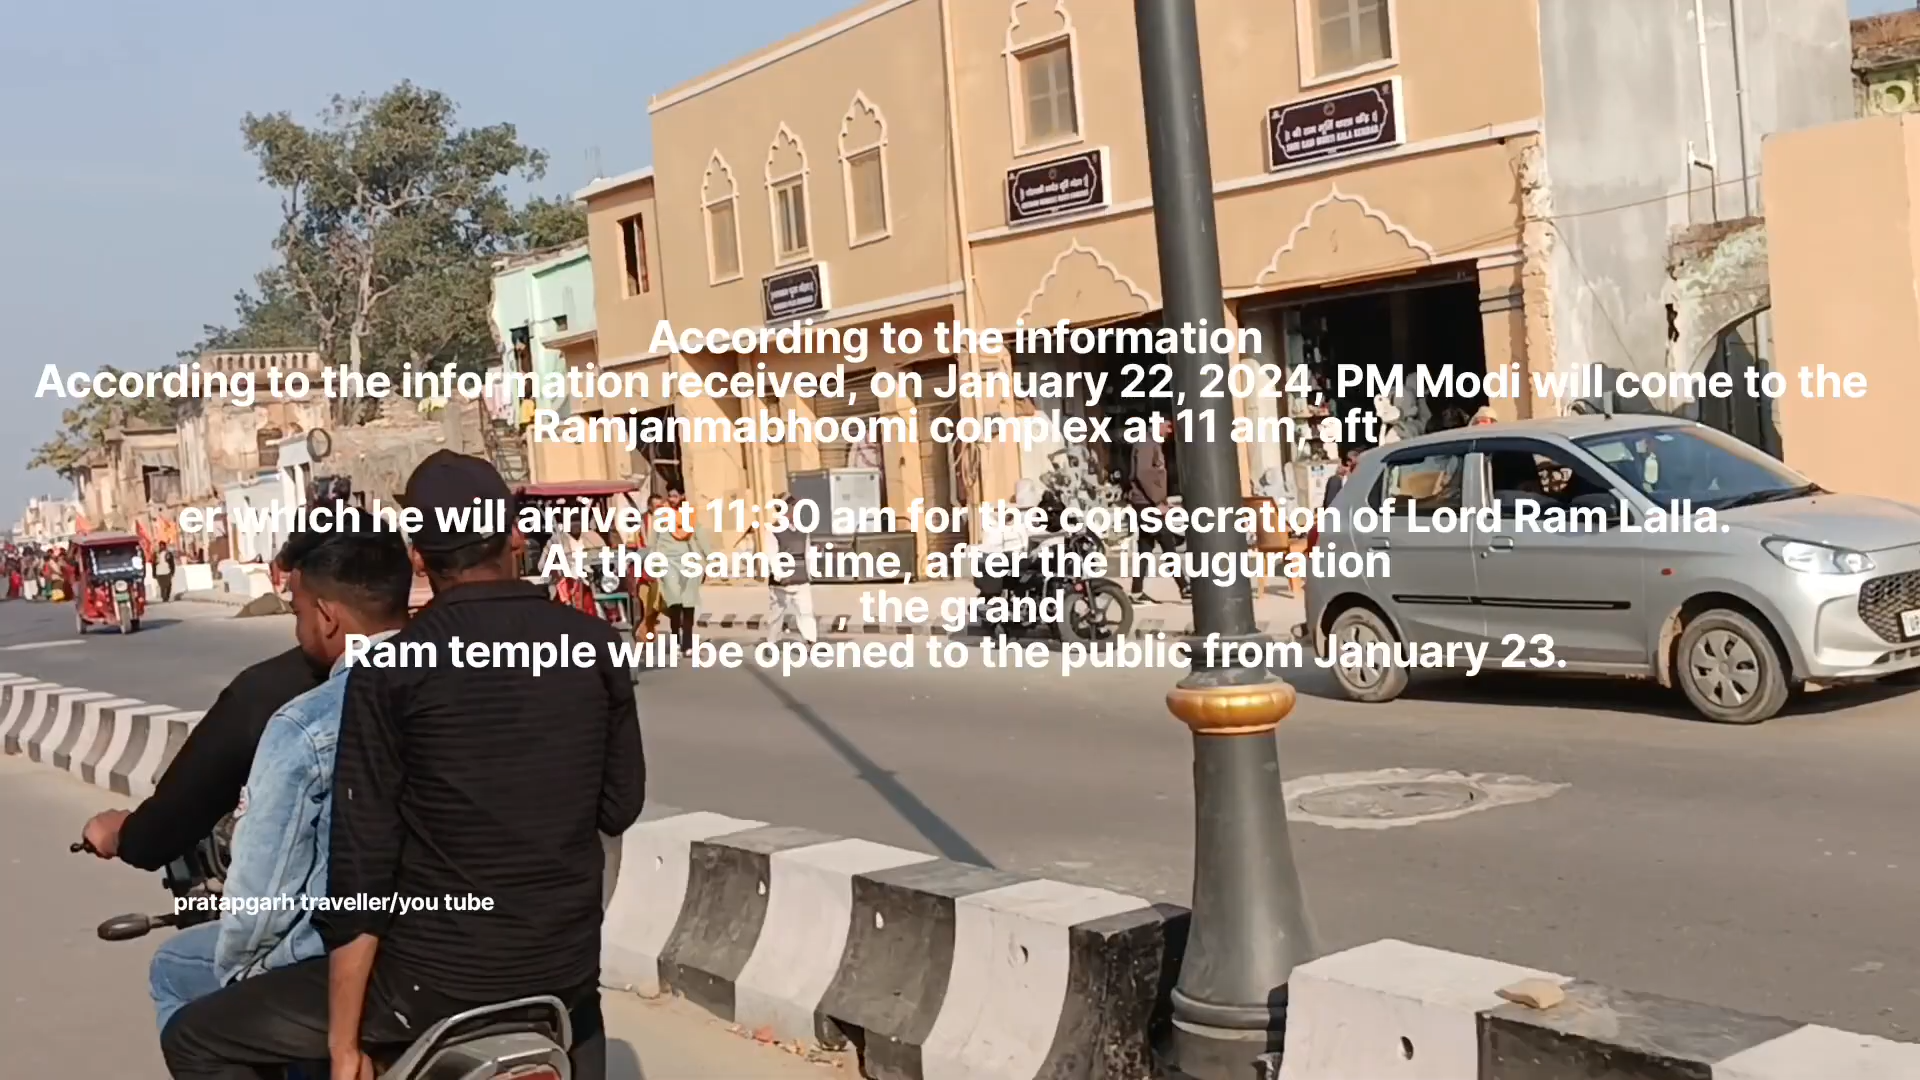 According to the information
According to the information received, on January 22, 2024, PM Modi will come to the
Ramjanmabhoomi complex at 11 am, aft
er which he will arrive at 11:30 am for the consecration of Lord Ram Lalla.
At the same time, after the inauguration
, the grand
Ram temple will be opened to the public from January 23.
pratapgarh traveller/you tube